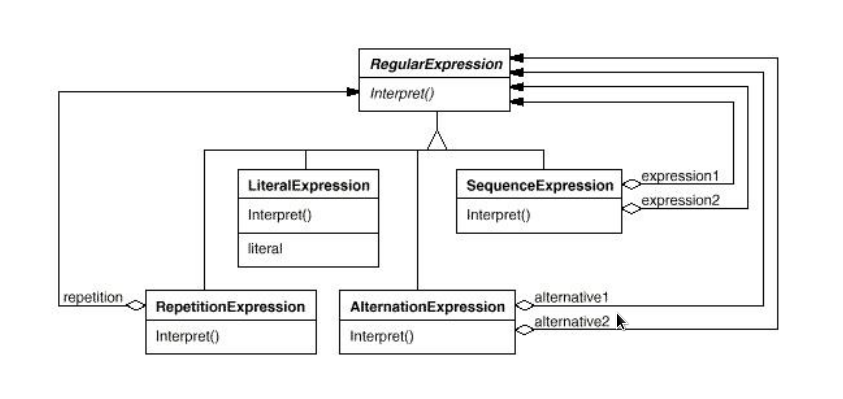 RegularExpression
Interpret()
LiteralExpression
Interpret()
literal
SequenceExpression
Interpret()
expression1
expression2
repetition
RepetitionExpression
Interpret()
AlternationExpression
Interpret()
alternative1
alternative2